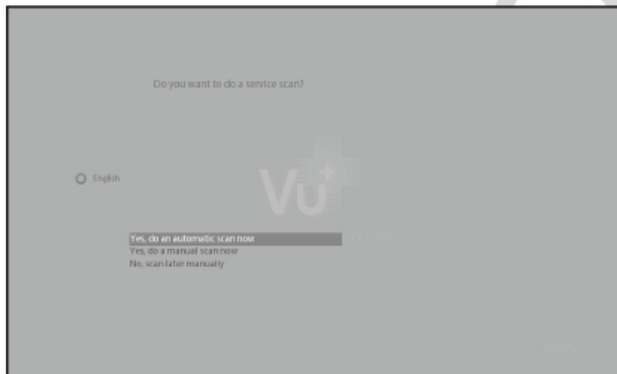 Do you want to do a service scan?
English
Vu+
Yes, do an automatic scan now
Yes, do a manual scan now
No, scan later manually